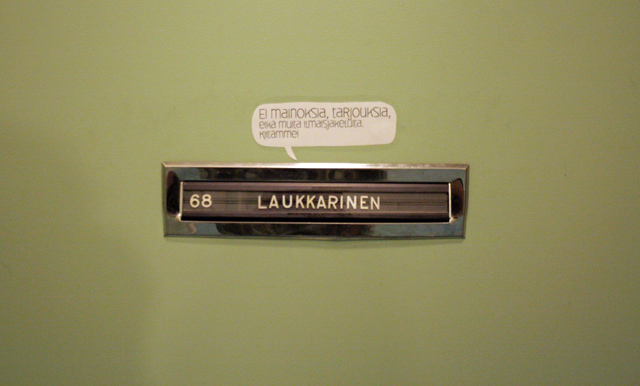 Ei mainoksia, tarjouksia,
eikä muita ilmaisjakeluita.
Kiitämme!
68 LAUKKARINEN